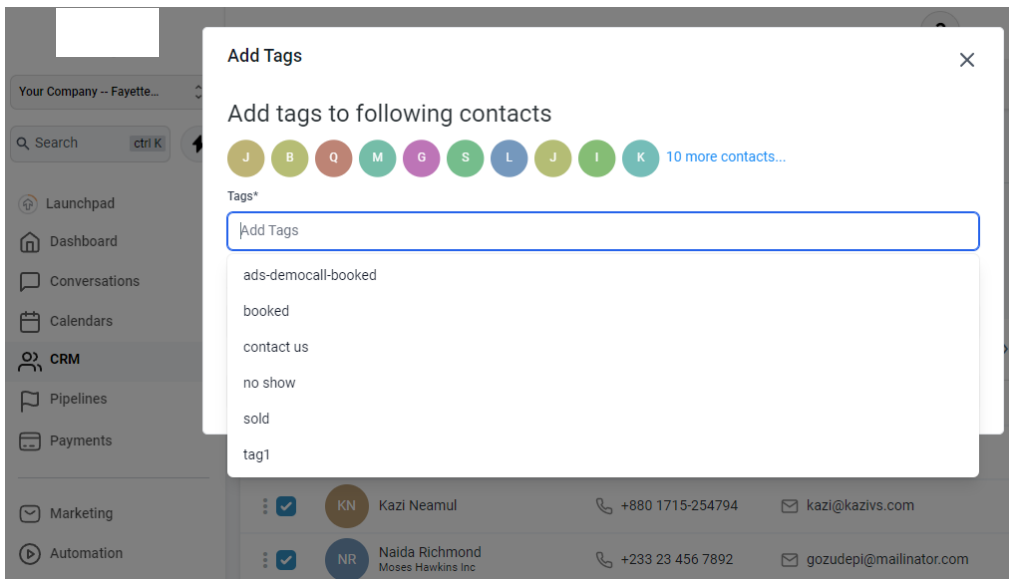 Add Tags
Your Company -- Fayette...
Search ctrl K
Add tags to following contacts
J B Q M G S L J I K 10 more contacts...
Launchpad
Tags*
Add Tags
Dashboard
ads-democall-booked
Conversations
booked
Calendars
contact us
CRM
no show
Pipelines
sold
Payments
tag1
Marketing
KN Kazi Neamul +880 1715-254794 kazi@kazivs.com
Automation
NR Naida Richmond +233 23 456 7892 gozudepi@mailinator.com
Moses Hawkins Inc